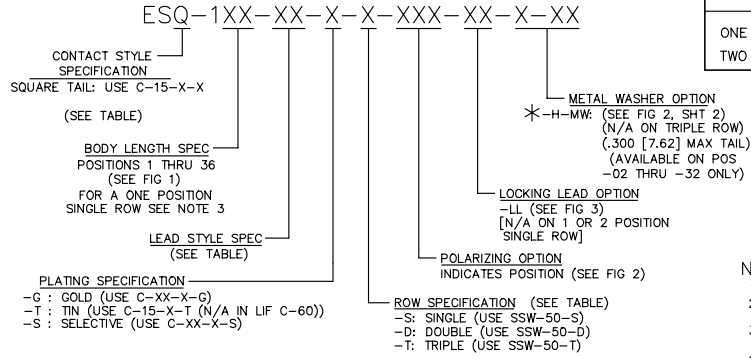 ESQ-1XX-XX-X-X-XXX-XX-X-XX
ONE
TWO
CONTACT STYLE
SPECIFICATION
SQUARE TAIL: USE C-15-X-X
(SEE TABLE)
BODY LENGTH SPEC
POSITIONS 1 THRU 36
(SEE FIG 1)
FOR A ONE POSITION
SINGLE ROW SEE NOTE 3
LEAD STYLE SPEC
(SEE TABLE)
PLATING SPECIFICATION
-G : GOLD (USE C-XX-X-G)
-T : TIN (USE C-15-X-T (N/A IN LIF C-60))
-S : SELECTIVE (USE C-XX-X-S)
METAL WASHER OPTION
*-H-MW: (SEE FIG 2, SHT 2)
(N/A ON TRIPLE ROW)
(.300 [7.62] MAX TAIL)
(AVAILABLE ON POS
-02 THRU -32 ONLY)
LOCKING LEAD OPTION
-LL (SEE FIG 3)
[N/A ON 1 OR 2 POSITION
SINGLE ROW]
POLARIZING OPTION
INDICATES POSITION (SEE FIG 2)
ROW SPECIFICATION (SEE TABLE)
-S: SINGLE (USE SSW-50-S)
-D: DOUBLE (USE SSW-50-D)
-T: TRIPLE (USE SSW-50-T)
N
2
3